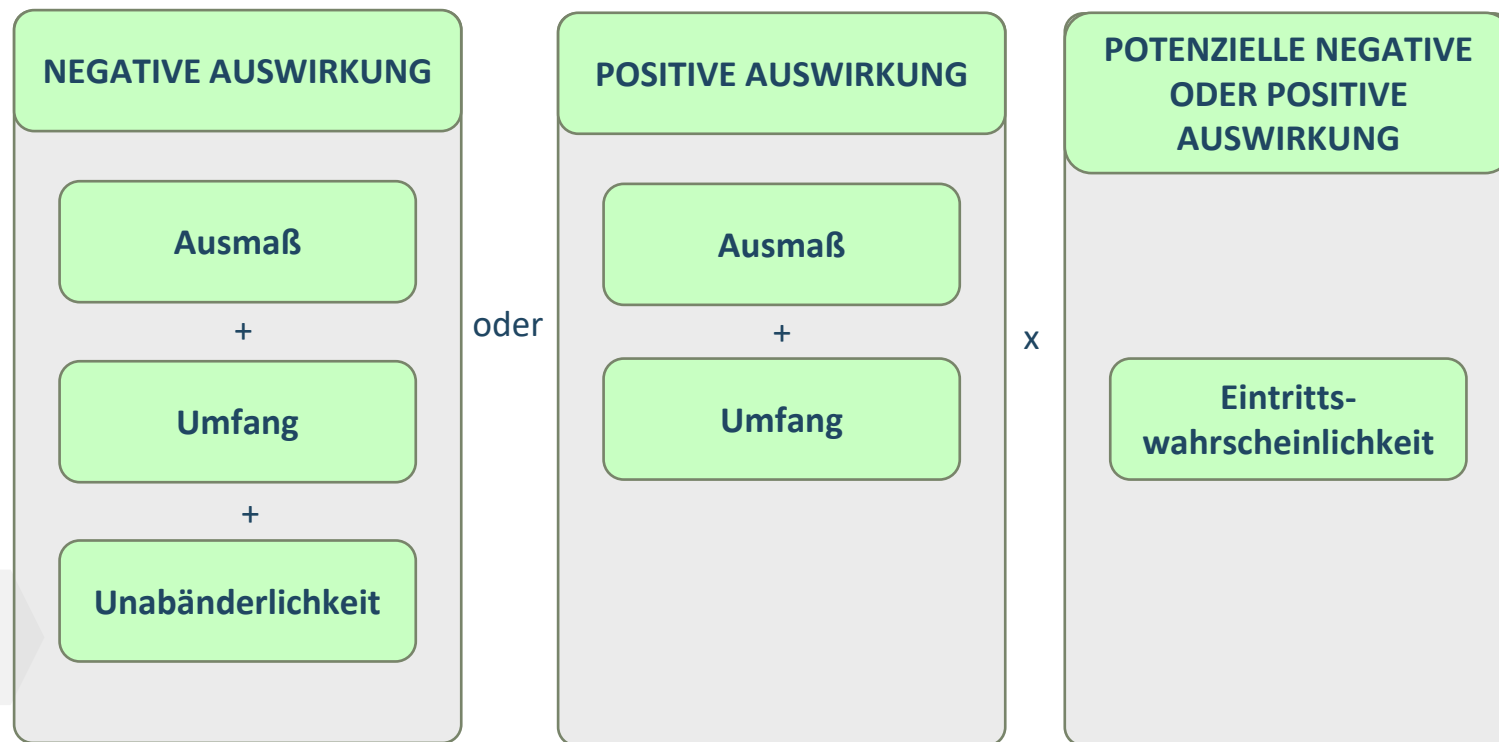 NEGATIVE AUSWIRKUNG
Ausmaß
+
Umfang
+
Unabänderlichkeit
oder
POSITIVE AUSWIRKUNG
Ausmaß
+
Umfang
x
POTENZIELLE NEGATIVE
ODER POSITIVE
AUSWIRKUNG
Eintritts-
wahrscheinlichkeit